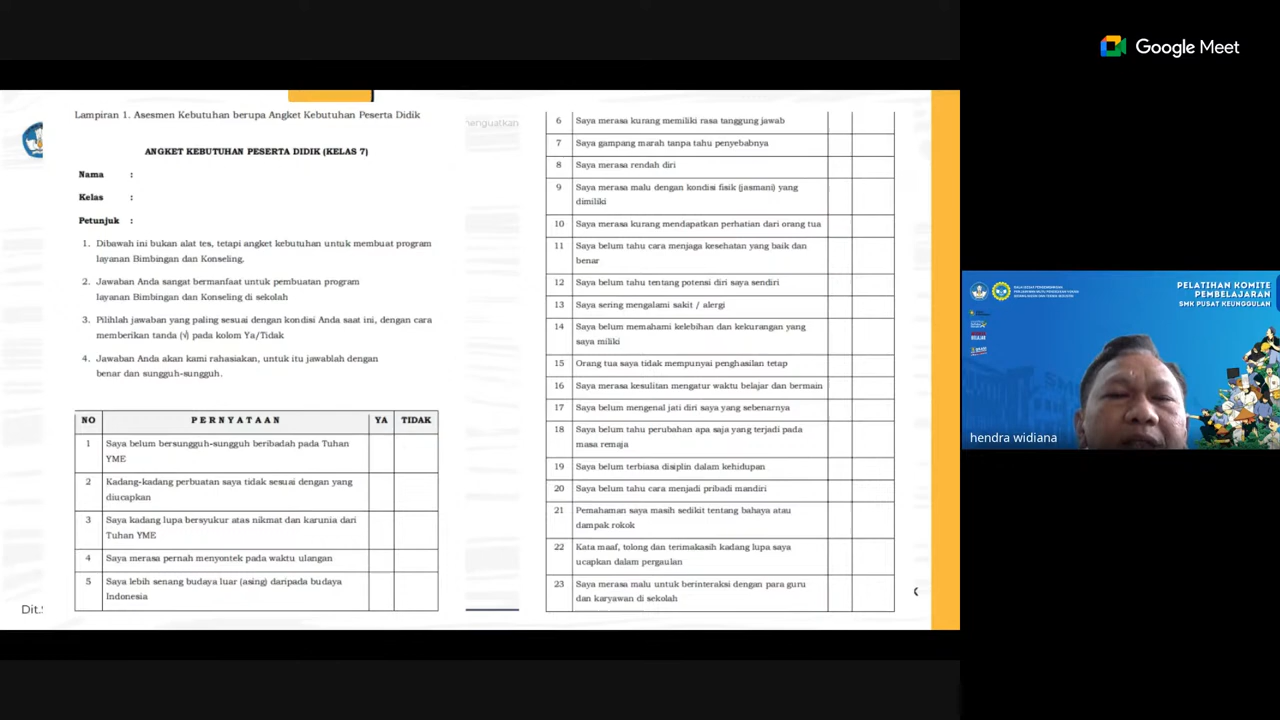 Google Meet
Lampiran 1. Asesmen Kebutuhan berupa Angket Kebutuhan Peserta Didik
menguatkan
ANGKET KEBUTUHAN PESERTA DIDIK (KELAS 7)
Nama :
Kelas :
Petunjuk :
1. Dibawah ini bukan alat tes, tetapi angket kebutuhan untuk membuat program
layanan Bimbingan dan Konseling.
2. Jawaban Anda sangat bermanfaat untuk pembuatan program
layanan Bimbingan dan Konseling di sekolah
3. Pilihlah jawaban yang paling sesuai dengan kondisi Anda saat ini, dengan cara
memberikan tanda (√) pada kolom Ya/Tidak
4. Jawaban Anda akan kami rahasiakan, untuk itu jawablah dengan
benar dan sungguh-sungguh.
NO PERNYATAAN YA TIDAK
1 Saya belum bersungguh-sungguh beribadah pada Tuhan
YME
2 Kadang-kadang perbuatan saya tidak sesuai dengan yang
diucapkan
3 Saya kadang lupa bersyukur atas nikmat dan karunia dari
Tuhan YME
4 Saya merasa pernah menyontek pada waktu ulangan
5 Saya lebih senang budaya luar (asing) daripada budaya
Indonesia
Dit.S
6 Saya merasa kurang memiliki rasa tanggung jawab
7 Saya gampang marah tanpa tahu penyebabnya
8 Saya merasa rendah diri
9 Saya merasa malu dengan kondisi fisik (jasmani) yang
dimiliki
10 Saya merasa kurang mendapatkan perhatian dari orang tua
11 Saya belum tahu cara menjaga kesehatan yang baik dan
benar
12 Saya belum tahu tentang potensi diri saya sendiri
13 Saya sering mengalami sakit / alergi
14 Saya belum memahami kelebihan dan kekurangan yang
saya miliki
15 Orang tua saya tidak mempunyai penghasilan tetap
16 Saya merasa kesulitan mengatur waktu belajar dan bermain
17 Saya belum mengenal jati diri saya yang sebenarnya
18 Saya belum tahu perubahan apa saja yang terjadi pada
masa remaja
19 Saya belum terbiasa disiplin dalam kehidupan
20 Saya belum tahu cara menjadi pribadi mandiri
21 Pemahaman saya masih sedikit tentang bahaya atau
dampak rokok
22 Kata maaf, tolong dan terimakasih kadang lupa saya
ucapkan dalam pergaulan
23 Saya merasa malu untuk berinteraksi dengan para guru
dan karyawan di sekolah
PELATIHAN KOMITE
PEMBELAJARAN
SMK PUSAT KEUNGGULAN
hendra widiana